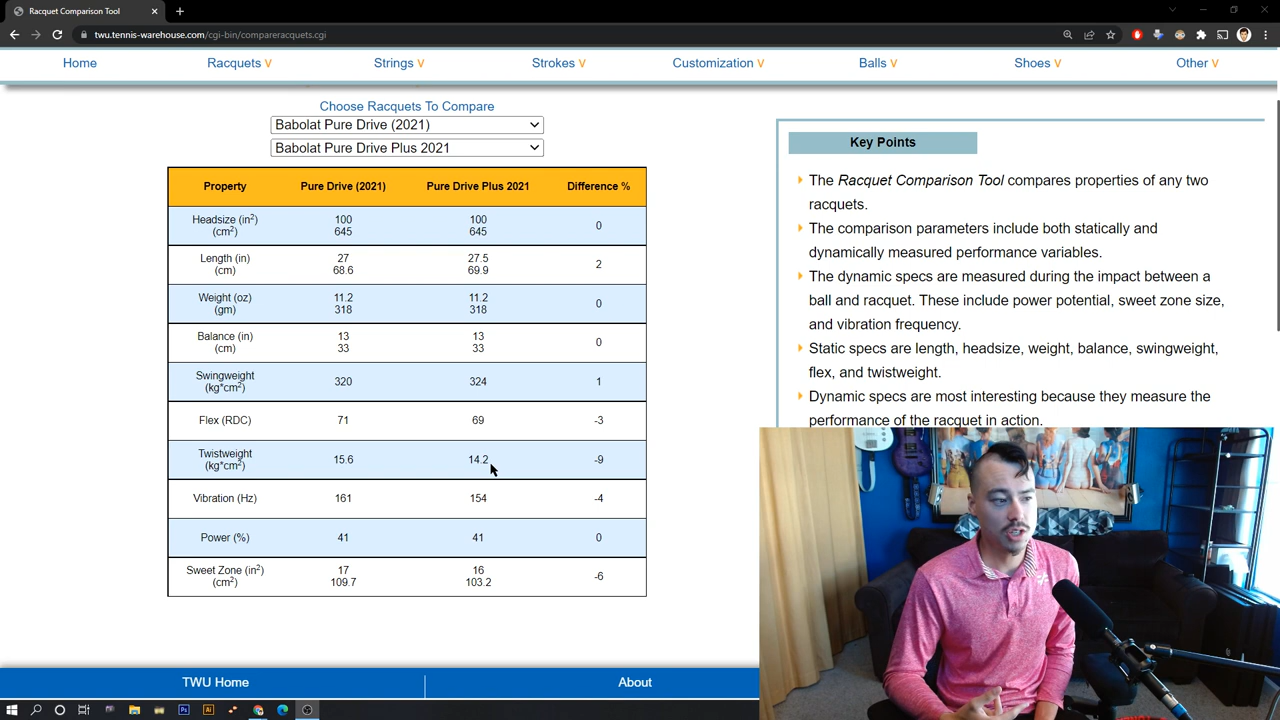 Racquet Comparison Tool
twu.tennis-warehouse.com/cgi-bin/compareracquets.cgi
Home Racquets V Strings V Strokes V Customization V Balls V Shoes V Other V
Choose Racquets To Compare
Babolat Pure Drive (2021)
Babolat Pure Drive Plus 2021
Property Pure Drive (2021) Pure Drive Plus 2021 Difference %
Headsize (in²) 100 100
(cm²) 645 645 0
Length (in) 27 27.5
(cm) 68.6 69.9 2
Weight (oz) 11.2 11.2
(gm) 318 318 0
Balance (in) 13 13
(cm) 33 33 0
Swingweight
(kg*cm²) 320 324 1
Flex (RDC) 71 69 -3
Twistweight
(kg*cm²) 15.6 14.2 -9
Vibration (Hz) 161 154 -4
Power (%) 41 41 0
Sweet Zone (in²) 17 16
(cm²) 109.7 103.2 -6
Key Points
The Racquet Comparison Tool compares properties of any two
racquets.
The comparison parameters include both statically and
dynamically measured performance variables.
The dynamic specs are measured during the impact between a
ball and racquet. These include power potential, sweet zone size,
and vibration frequency.
Static specs are length, headsize, weight, balance, swingweight,
flex, and twistweight.
Dynamic specs are most interesting because they measure the
performance of the racquet in action.
TWU Home About